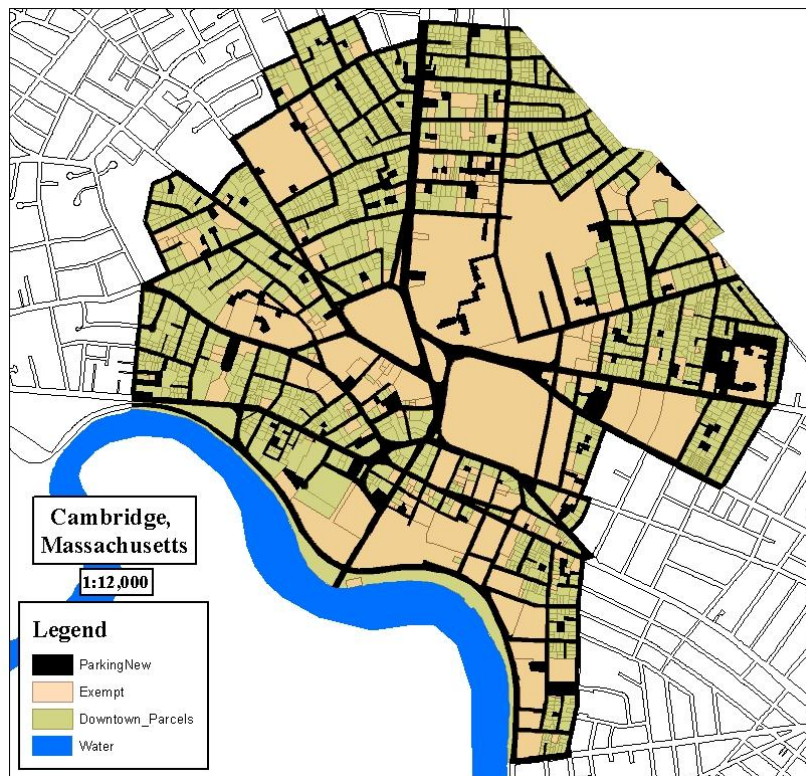 Cambridge,
Massachusetts
1:12,000
Legend
ParkingNew
Exempt
Downtown_Parcels
Water